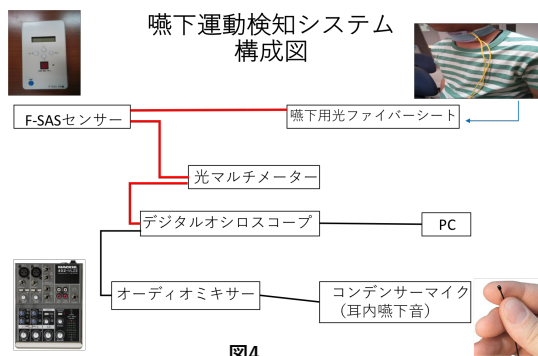 嚥下運動検知システム
構成図
F-SASセンサー
嚥下用光ファイバーシート
光マルチメーター
デジタルオシロスコープ
PC
オーディオミキサー
コンデンサーマイク
（耳内嚥下音）
図4